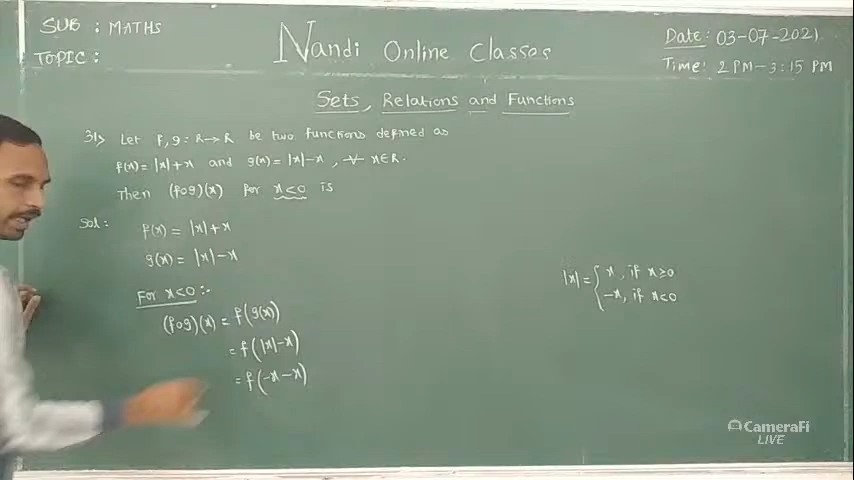 SUB : MATHS
TOPIC :
Nandi Online Classes
Date: 03-07-2021
Time: 2 PM-3:15 PM
Sets, Relations and Functions
31) Let f, g: R→R be two functions defined as
f(x) = |x|+x and g(x) = |x|-x, ∀ x∈R.
Then (fog)(x) for x<0 is
Sol:
f(x) = |x|+x
g(x) = |x|-x
For x<0:-
(fog)(x) = f(g(x))
= f(|x|-x)
= f(-x-x)
|x| = { x, if x≥0
-x, if x<0
CameraFi
LIVE